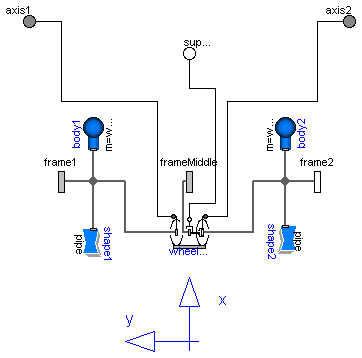 axis1
axis2
sup...
body1
m=w...
m=w...
body2
frame1
frameMiddle
frame2
pipe
shape1
wheel...
shape2
pipe
x
y